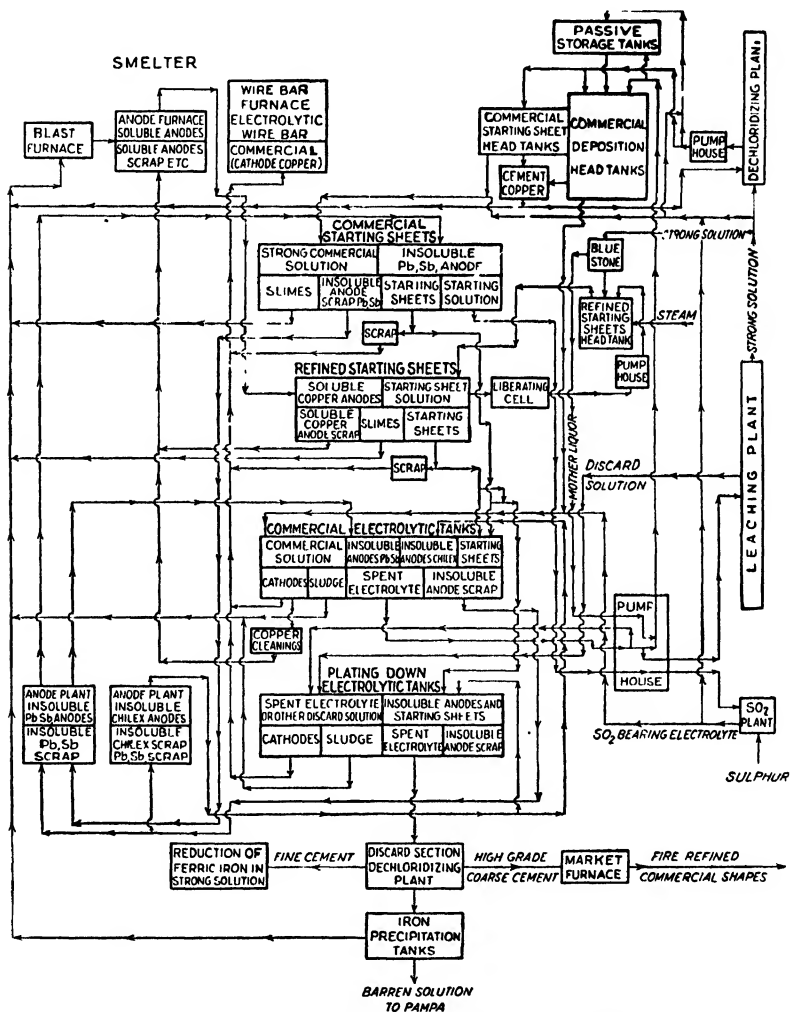 SMELTER
BLAST
FURNACE
ANODE FURNACE
SOLUBLE ANODES
SOLUBLE ANODES
SCRAP ETC
WIRE BAR
FURNACE
ELECTROLYTIC
WIRE BAR
COMMERCIAL
(CATHODE COPPER)
PASSIVE
STORAGE TANKS
COMMERCIAL
STARTING SHEET
HEAD TANKS
COMMERCIAL
DEPOSITION
HEAD TANKS
CEMENT
COPPER
PUMP
HOUSE
DECHLORIDIZING PLANT
COMMERCIAL
STARTING SHEETS
STRONG COMMERCIAL
SOLUTION
INSOLUBLE
Pb, Sb, ANODE
SLIMES
INSOLUBLE
ANODE
SCRAP Pb Sb
STARTING
SHEETS
STARTING
SOLUTION
SCRAP
STRONG SOLUTION
BLUE
STONE
REFINED
STARTING
SHEETS
HEAD TANK
STEAM
PUMP
HOUSE
STRONG SOLUTION
REFINED STARTING SHEETS
SOLUBLE
COPPER ANODES
STARTING SHEET
SOLUTION
SOLUBLE
COPPER
ANODE SCRAP
SLIMES
STARTING
SHEETS
LIBERATING
CELL
SCRAP
MOTHER LIQUOR
DISCARD
SOLUTION
LEACHING PLANT
COMMERCIAL ELECTROLYTIC TANKS
COMMERCIAL
SOLUTION
INSOLUBLE
ANODES Pb Sb
INSOLUBLE
ANODES CHILEX
STARTING
SHEETS
CATHODES
SLUDGE
SPENT
ELECTROLYTE
INSOLUBLE
ANODE SCRAP
COPPER
CLEANINGS
PUMP
HOUSE
PLATING DOWN
ELECTROLYTIC TANKS
SPENT ELECTROLYTE
OR OTHER DISCARD SOLUTION
INSOLUBLE ANODES AND
STARTING SHEETS
CATHODES
SLUDGE
SPENT
ELECTROLYTE
INSOLUBLE
ANODE SCRAP
ANODE PLANT
INSOLUBLE
Pb Sb ANODES
INSOLUBLE
Pb, Sb
SCRAP
ANODE PLANT
INSOLUBLE
CHILEX ANODES
INSOLUBLE
CHILEX SCRAP
Pb, Sb, SCRAP
SO2
PLANT
SO2 BEARING ELECTROLYTE
SULPHUR
REDUCTION OF
FERRIC IRON IN
STRONG SOLUTION
FINE CEMENT
DISCARD SECTION
DECHLORIDIZING
PLANT
HIGH GRADE
COARSE CEMENT
MARKET
FURNACE
FIRE REFINED
COMMERCIAL SHAPES
IRON
PRECIPITATION
TANKS
BARREN SOLUTION
TO PAMPA